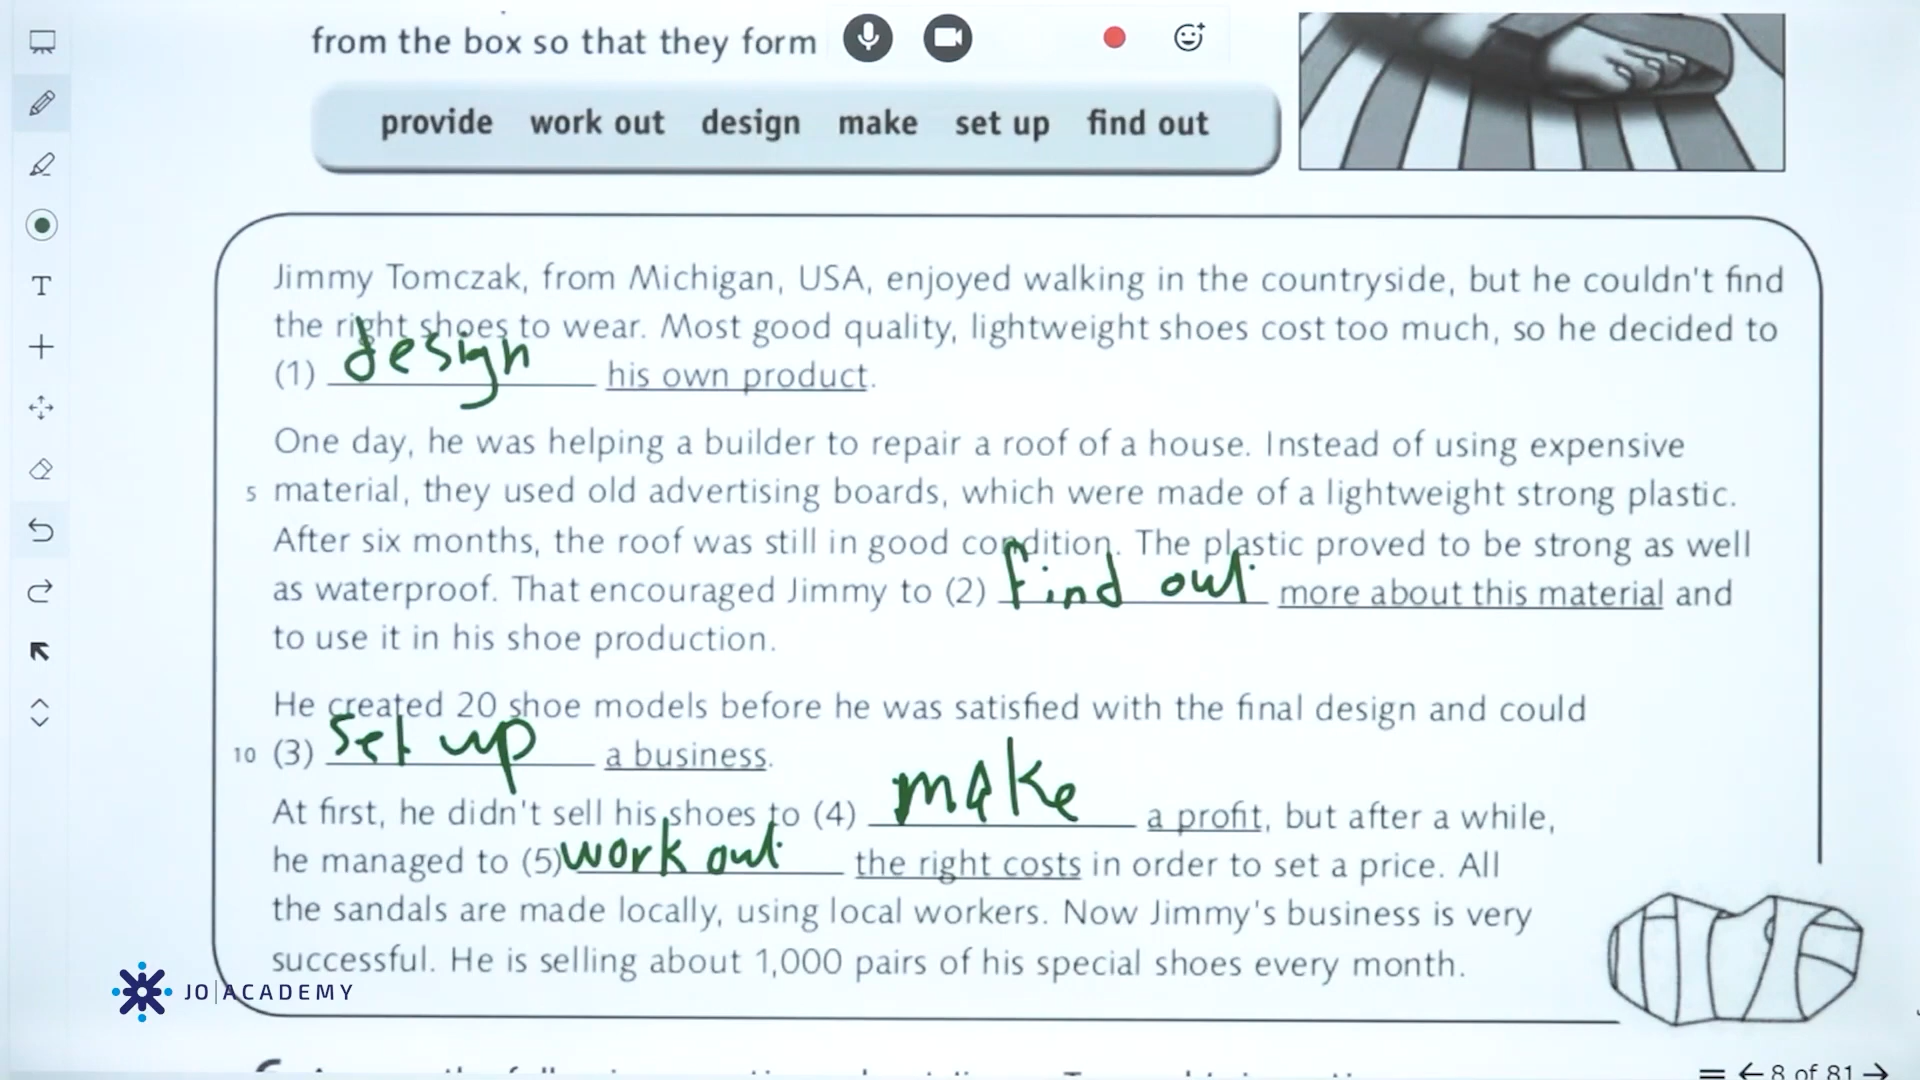 from the box so that they form
provide work out design make set up find out
Jimmy Tomczak, from Michigan, USA, enjoyed walking in the countryside, but he couldn't find
the right shoes to wear. Most good quality, lightweight shoes cost too much, so he decided to
(1) design his own product.
One day, he was helping a builder to repair a roof of a house. Instead of using expensive
5 material, they used old advertising boards, which were made of a lightweight strong plastic.
After six months, the roof was still in good condition. The plastic proved to be strong as well
as waterproof. That encouraged Jimmy to (2) find out more about this material and
to use it in his shoe production.
He created 20 shoe models before he was satisfied with the final design and could
10 (3) set up a business.
At first, he didn't sell his shoes to (4) make a profit, but after a while,
he managed to (5) work out the right costs in order to set a price. All
the sandals are made locally, using local workers. Now Jimmy's business is very
successful. He is selling about 1,000 pairs of his special shoes every month.
JO|ACADEMY
8 of 81